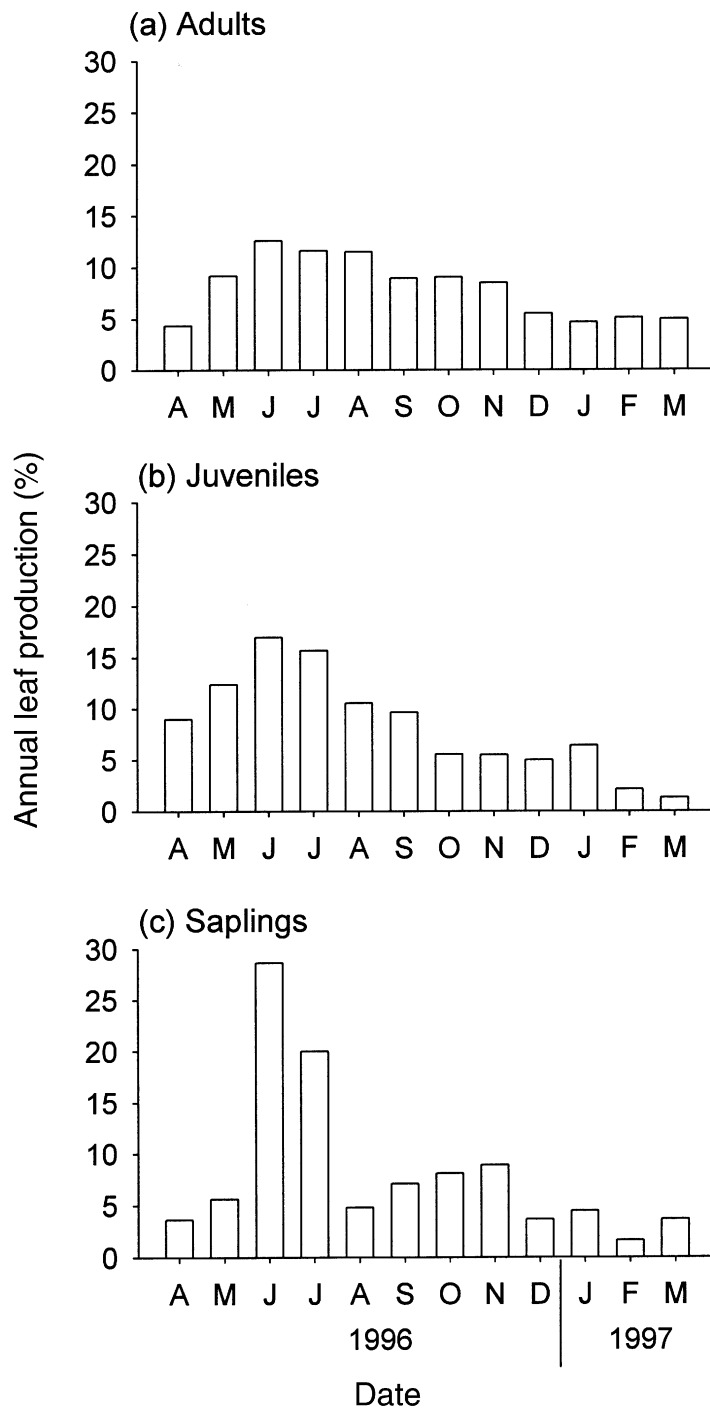 (a) Adults
30
25
20
15
10
5
0
A M J J A S O N D J F M
Annual leaf production (%)
(b) Juveniles
30
25
20
15
10
5
0
A M J J A S O N D J F M
(c) Saplings
30
25
20
15
10
5
0
A M J J A S O N D J F M
1996 1997
Date